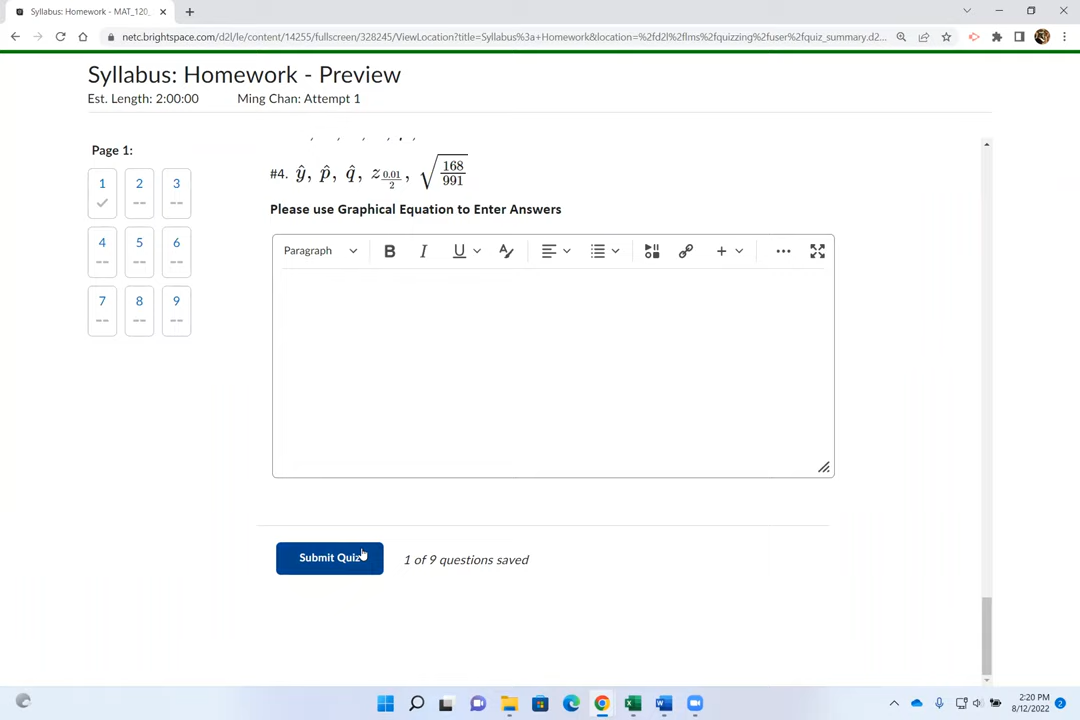 Syllabus: Homework - MAT_120_
netc.brightspace.com/d2l/le/content/14255/fullscreen/328245/ViewLocation?title=Syllabus%3a+Homework&location=%2fd2l%2flms%2fquizzing%2fuser%2fquiz_summary.d2...
Syllabus: Homework - Preview
Est. Length: 2:00:00 Ming Chan: Attempt 1
Page 1:
1 2 3
-- --
4 5 6
-- -- --
7 8 9
-- -- --
#4. ŷ, p̂, q̂, z_{0.01/2}, √(168/991)
Please use Graphical Equation to Enter Answers
Paragraph B I U
Submit Quiz 1 of 9 questions saved
2:20 PM
8/12/2022 2